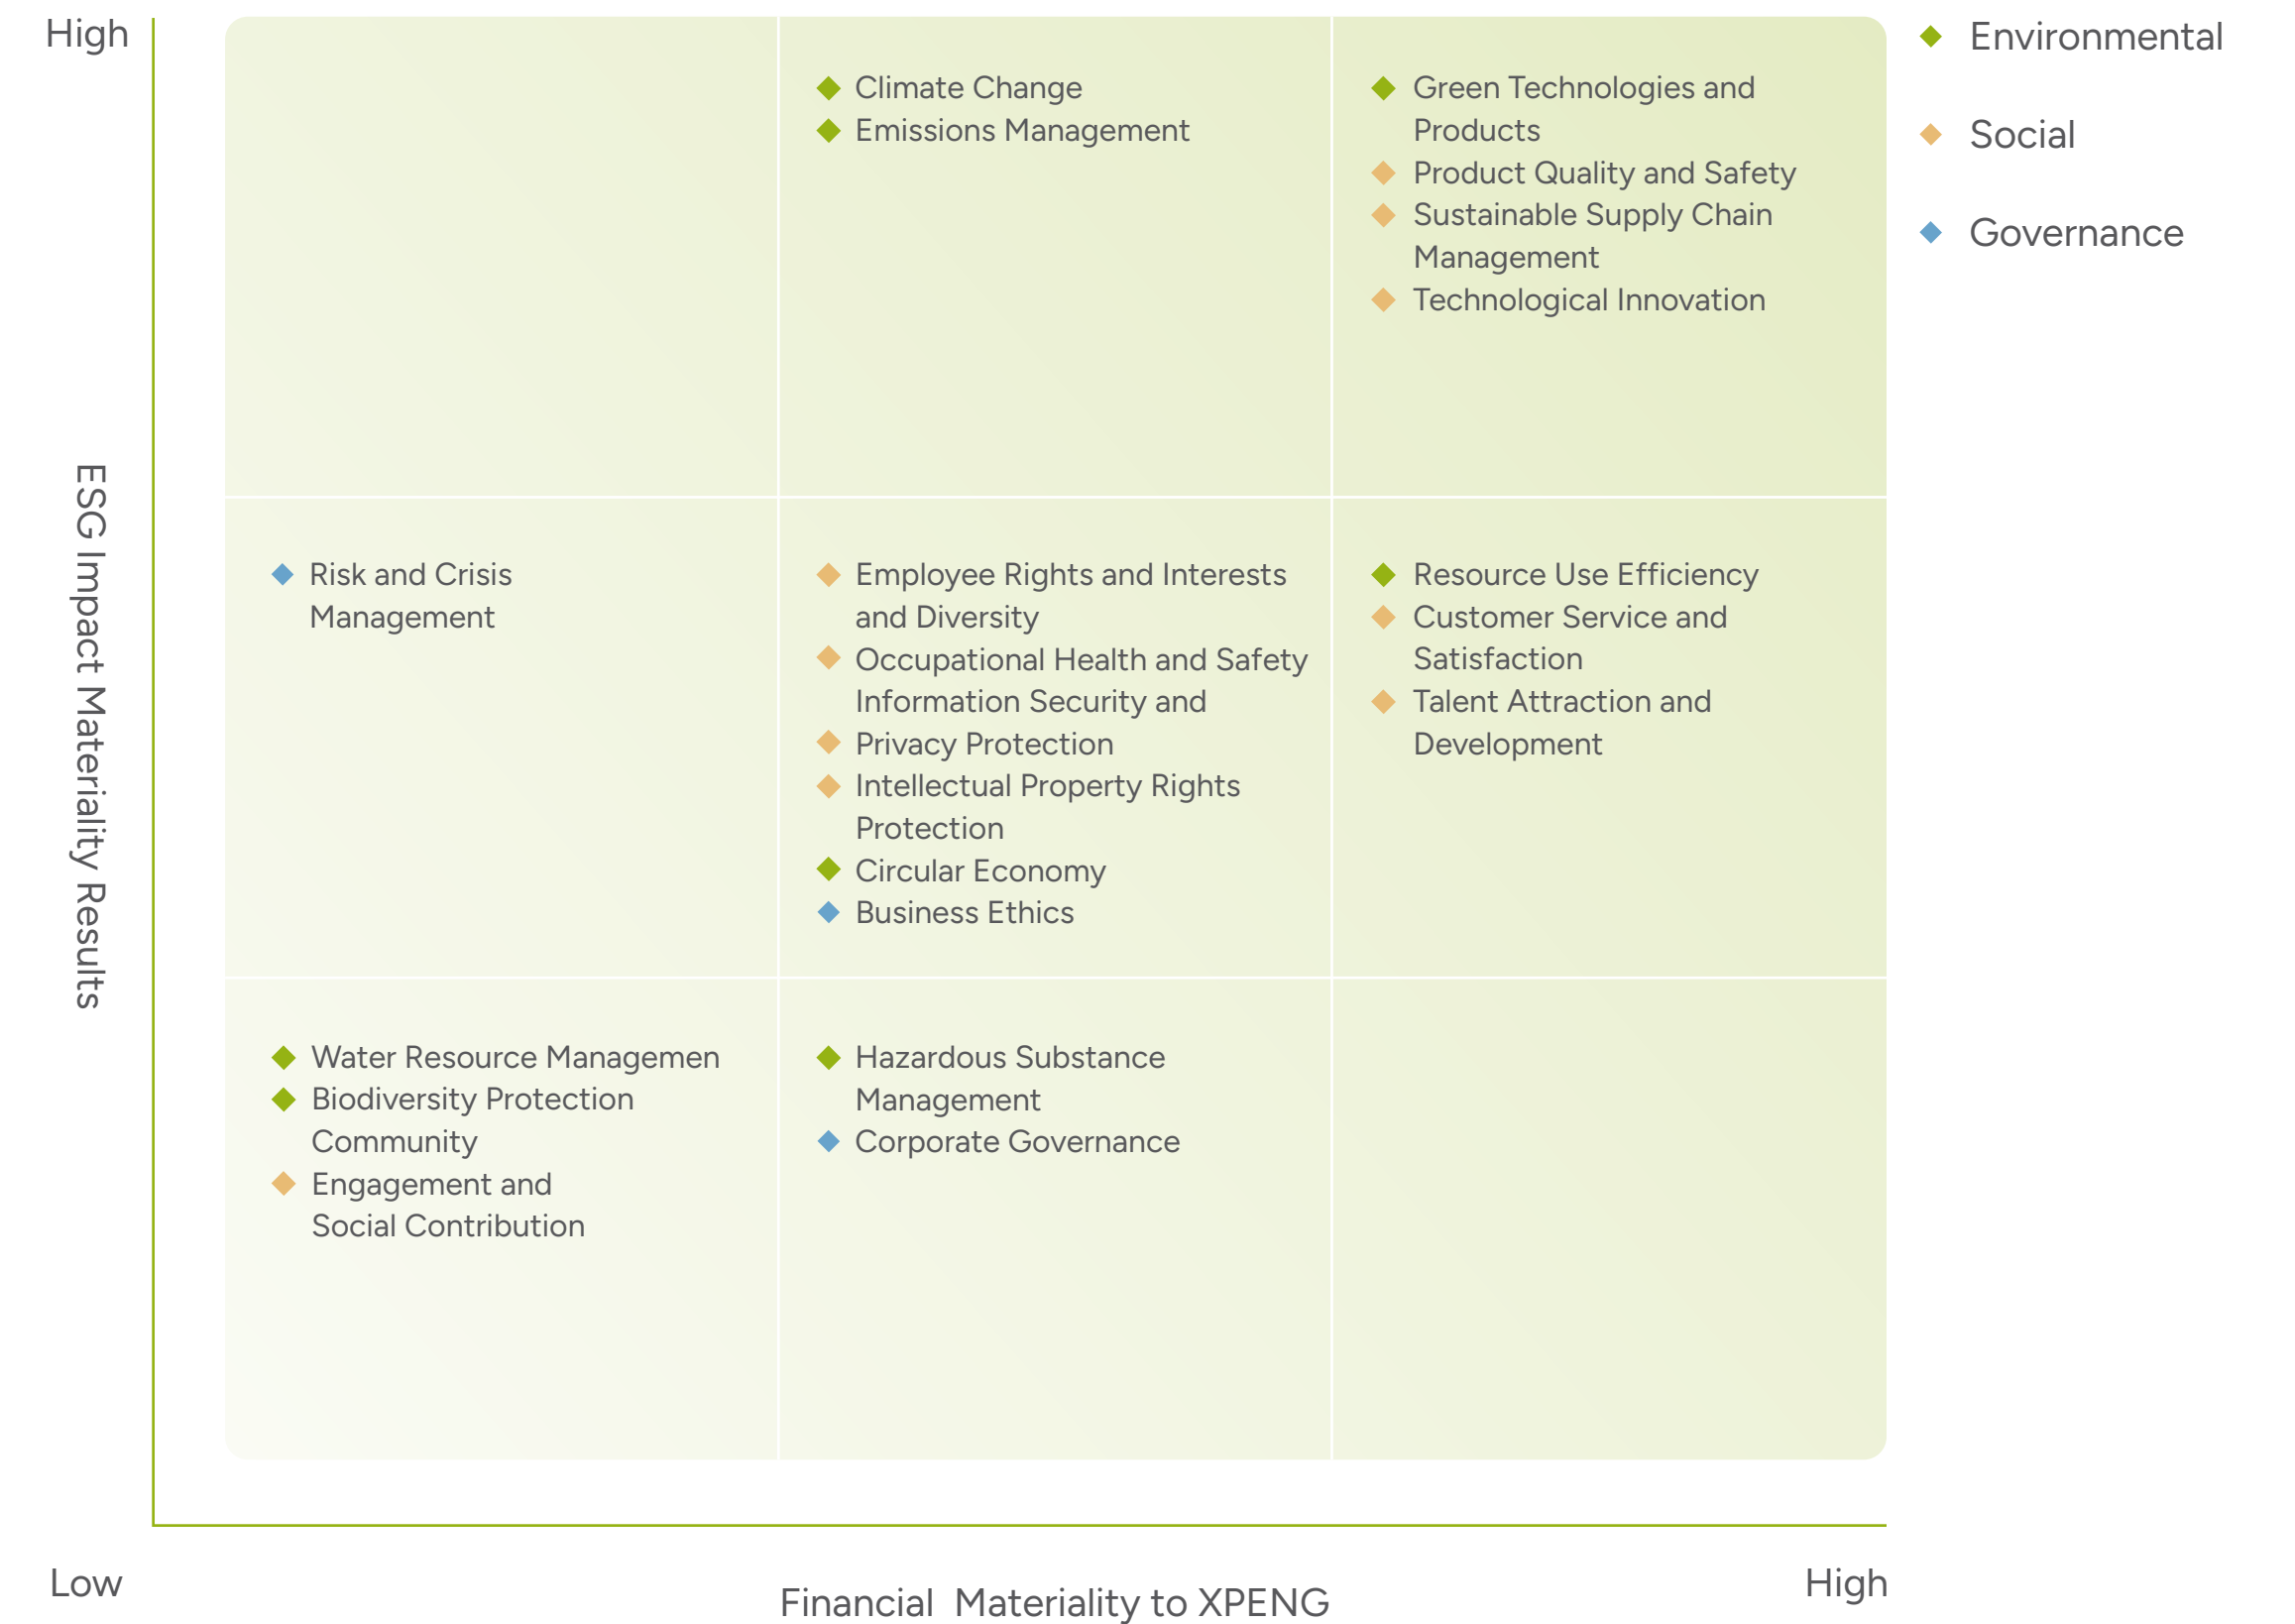 High
Environmental
Social
Governance
Climate Change
Emissions Management
Green Technologies and
Products
Product Quality and Safety
Sustainable Supply Chain
Management
Technological Innovation
ESG Impact Materiality Results
Risk and Crisis
Management
Employee Rights and Interests
and Diversity
Occupational Health and Safety
Information Security and
Privacy Protection
Intellectual Property Rights
Protection
Circular Economy
Business Ethics
Resource Use Efficiency
Customer Service and
Satisfaction
Talent Attraction and
Development
Water Resource Managemen
Biodiversity Protection
Community
Engagement and
Social Contribution
Hazardous Substance
Management
Corporate Governance
Low
Financial Materiality to XPENG
High